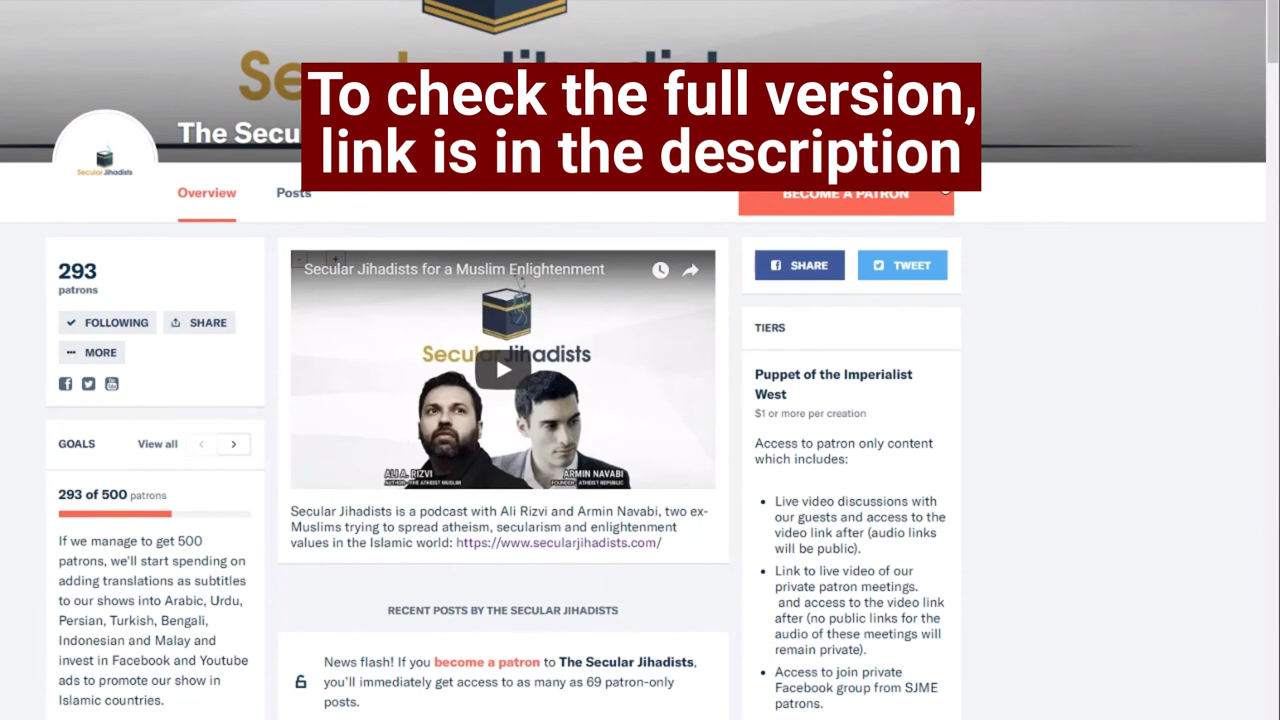 Secular Jihadists
To check the full version,
link is in the description
The Secu
Secular Jihadists
Overview
Posts
BECOME A PATRON
293
patrons
FOLLOWING
SHARE
MORE
GOALS
View all
293 of 500 patrons
If we manage to get 500
patrons, we'll start spending on
adding translations as subtitles
to our shows into Arabic, Urdu,
Persian, Turkish, Bengali,
Indonesian and Malay and
invest in Facebook and Youtube
ads to promote our show in
Islamic countries.
Secular Jihadists for a Muslim Enlightenment
Secular Jihadists
ALI A. RIZVI
AUTHOR - THE ATHEIST MUSLIM
ARMIN NAVABI
FOUNDER - ATHEIST REPUBLIC
Secular Jihadists is a podcast with Ali Rizvi and Armin Navabi, two ex-
Muslims trying to spread atheism, secularism and enlightenment
values in the Islamic world: https://www.secularjihadists.com/
RECENT POSTS BY THE SECULAR JIHADISTS
News flash! If you become a patron to The Secular Jihadists,
you'll immediately get access to as many as 69 patron-only
posts.
SHARE
TWEET
TIERS
Puppet of the Imperialist
West
$1 or more per creation
Access to patron only content
which includes:
Live video discussions with
our guests and access to the
video link after (audio links
will be public).
Link to live video of our
private patron meetings.
and access to the video link
after (no public links for the
audio of these meetings will
remain private).
Access to join private
Facebook group from SJME
patrons.